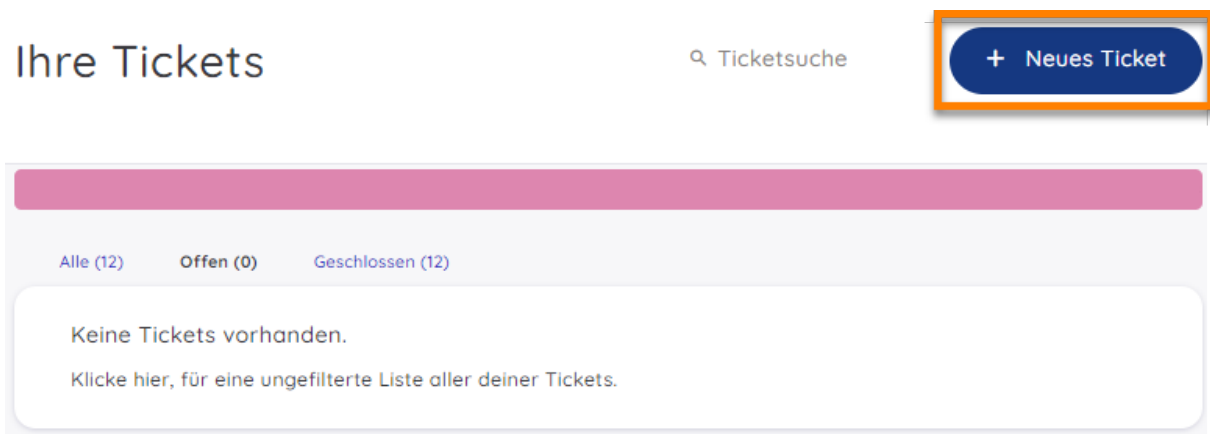 Ihre Tickets
Ticketsuche
+ Neues Ticket
Alle (12) Offen (0) Geschlossen (12)
Keine Tickets vorhanden.
Klicke hier, für eine ungefilterte Liste aller deiner Tickets.